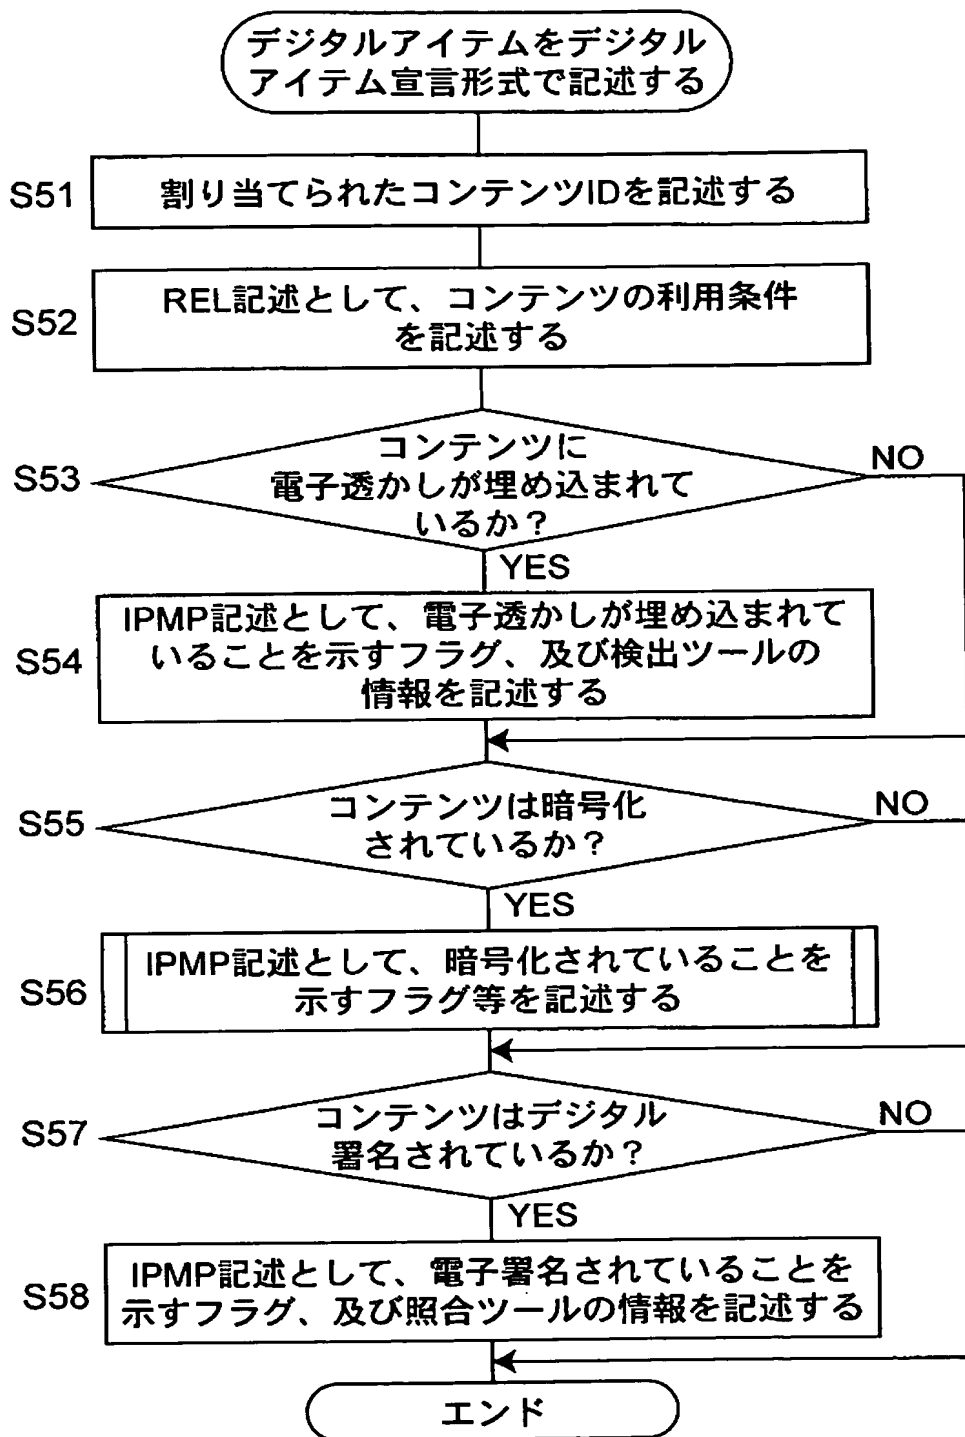 デジタルアイテムをデジタル
アイテム宣言形式で記述する
S51
割り当てられたコンテンツIDを記述する
S52
REL記述として、コンテンツの利用条件
を記述する
S53
コンテンツに
電子透かしが埋め込まれて
いるか？
NO
YES
S54
IPMP記述として、電子透かしが埋め込まれて
いることを示すフラグ、及び検出ツールの
情報を記述する
S55
コンテンツは暗号化
されているか？
NO
YES
S56
IPMP記述として、暗号化されていることを
示すフラグ等を記述する
S57
コンテンツはデジタル
署名されているか？
NO
YES
S58
IPMP記述として、電子署名されていることを
示すフラグ、及び照合ツールの情報を記述する
エンド